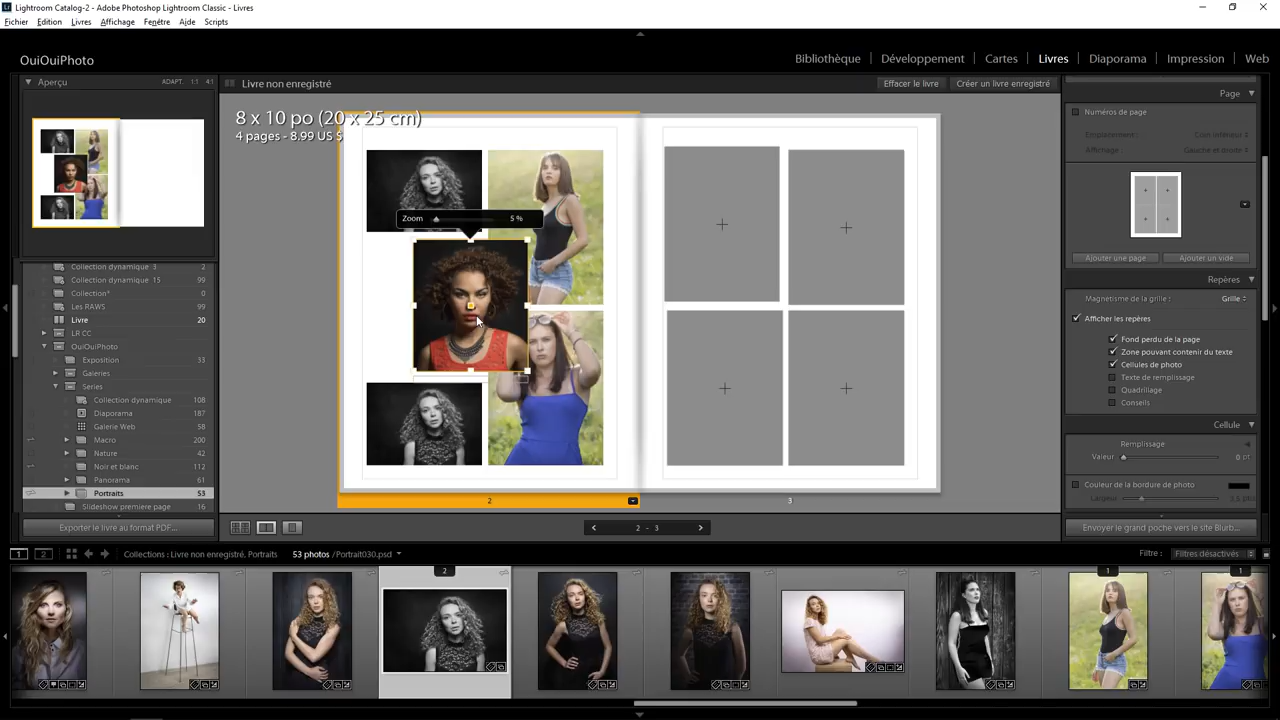 Lightroom Catalog-2 - Adobe Photoshop Lightroom Classic - Livres
Fichier Edition Livres Affichage Fenêtre Aide Scripts
OuiOuiPhoto
Bibliothèque | Développement | Cartes | Livres | Diaporama | Impression | Web
Aperçu ADAPT. 1:1 4:1
Livre non enregistré
Effacer le livre
Créer un livre enregistré
8 x 10 po (20 x 25 cm)
4 pages - 8.99 US $
Zoom 5 %
2
3
2 - 3
Collection dynamique 3 2
Collection dynamique 15 99
Collection* 0
Les RAWS 99
Livre 20
LR CC
OuiOuiPhoto
Exposition 33
Galeries
Series
Collection dynamique 108
Diaporama 187
Galerie Web 58
Macro 200
Nature 42
Noir et blanc 112
Panorama 61
Portraits 53
Slideshow premiere page 16
Exporter le livre au format PDF...
Page
Numéros de page
Emplacement : Coin inférieur
Affichage : Gauche et droite
Ajouter une page
Ajouter un vide
Repères
Magnétisme de la grille : Grille
Afficher les repères
Fond perdu de la page
Zone pouvant contenir du texte
Cellules de photo
Texte de remplissage
Quadrillage
Conseils
Cellule
Remplissage:
Valeur 0 pt
Couleur de la bordure de photo
Largeur
Envoyer le grand poche vers le site Blurb...
1 2
Collections : Livre non enregistré, Portraits
53 photos /Portrait030.psd
Filtre : Filtres désactivés
2
1
1